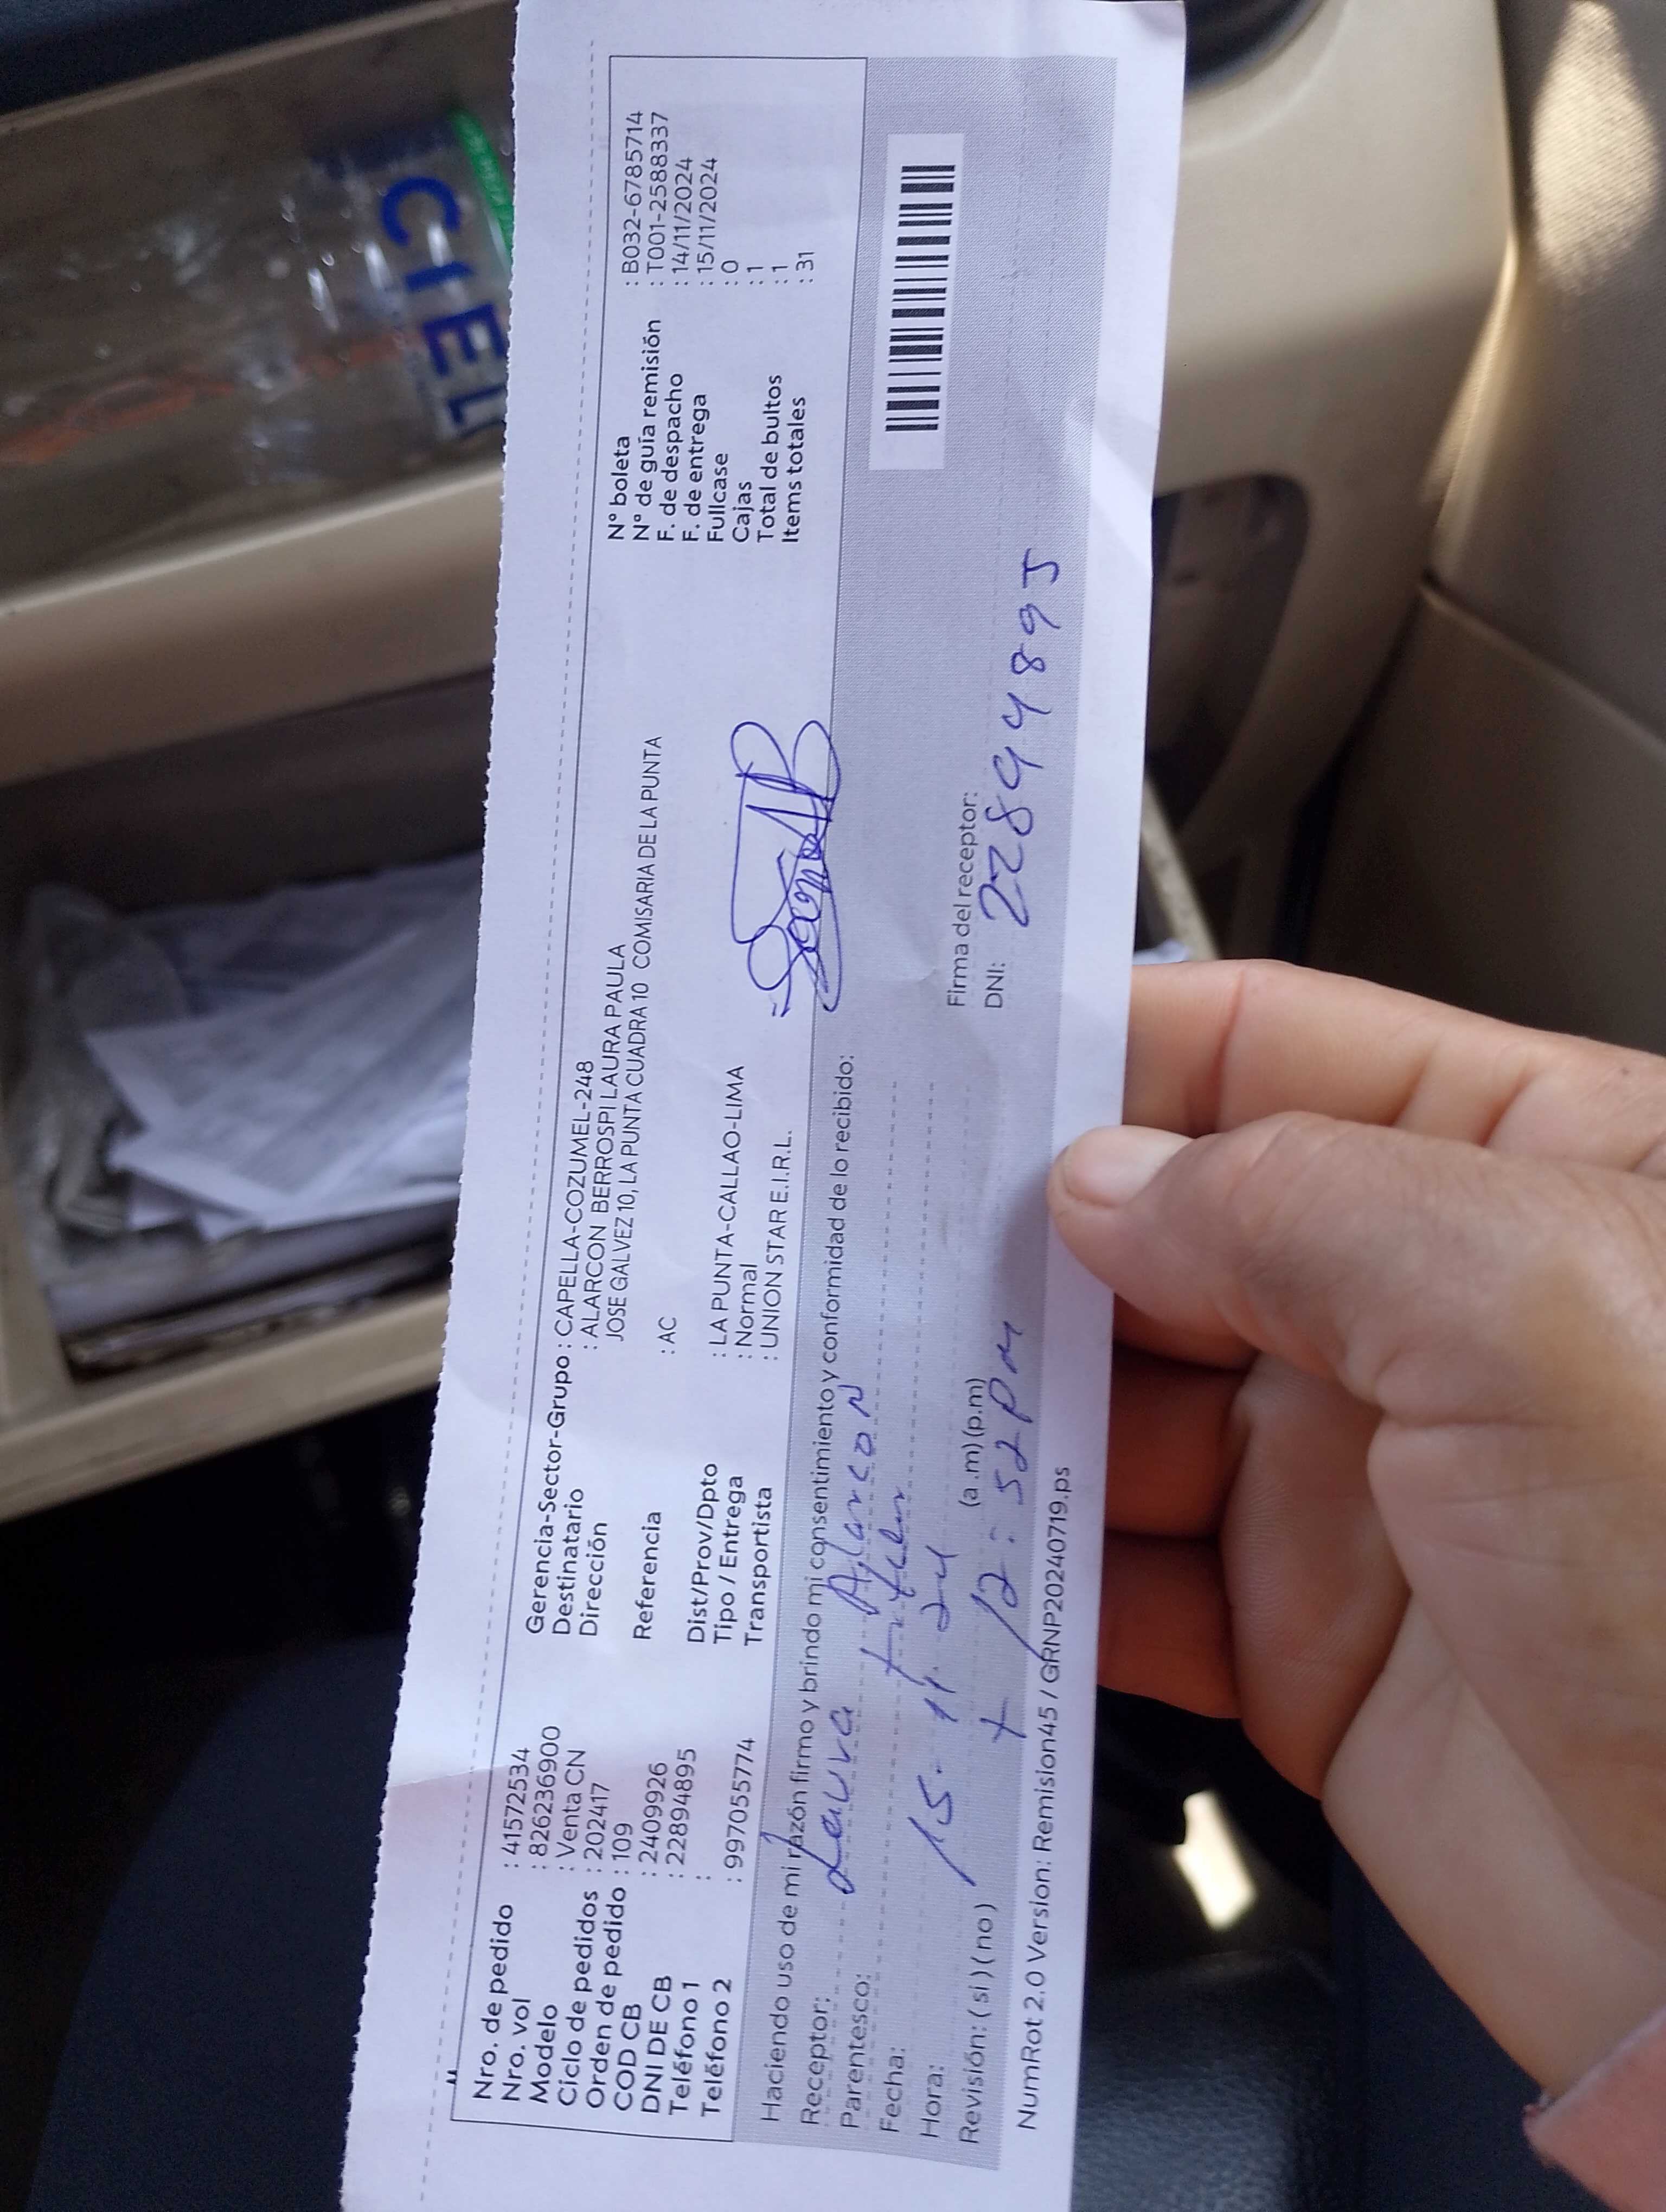 Nro. de pedido : 41572534
Nro. vol : 826236900
Modelo : Venta CN
Ciclo de pedidos : 202417
Orden de pedido : 109
COD CB : 2409926
DNI DE CB : 22894895
Teléfono 1 :
Teléfono 2 : 997055774
Gerencia-Sector-Grupo : CAPELLA-COZUMEL-248
Destinatario : ALARCON BERROSPI LAURA PAULA
Dirección JOSE GALVEZ 10, LA PUNTA CUADRA 10 COMISARIA DE LA PUNTA
Referencia : AC
Dist/Prov/Dpto : LA PUNTA-CALLAO-LIMA
Tipo / Entrega : Normal
Transportista : UNION STAR E.I.R.L.
N° boleta : B032-6785714
N° de guía remisión : T001-2588337
F. de despacho : 14/11/2024
F. de entrega : 15/11/2024
Fullcase : 0
Cajas : 1
Total de bultos : 1
Items totales : 31
Haciendo uso de mi razón firmo y brindo mi consentimiento y conformidad de lo recibido:
Receptor: Laura Alarcon
Parentesco:
Fecha: 15. 11. 24
Hora: (a.m) (p.m)
Revisión: ( si ) ( no ) 12:52 PM
Firma del receptor:
DNI: 22894895
NumRot 2.0 Version: Remision45 / GRNP20240719.ps
CIEL